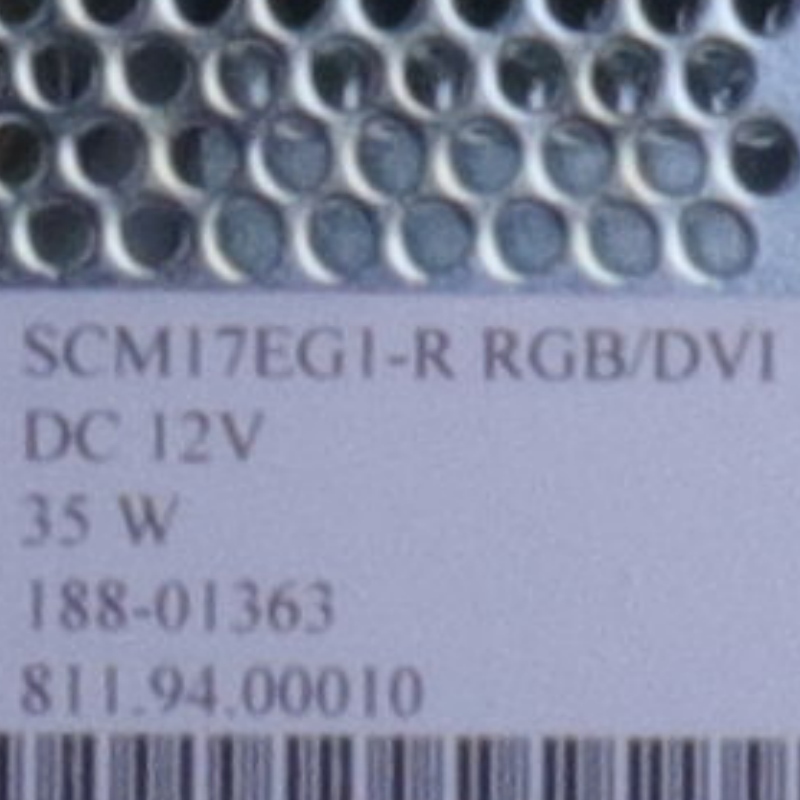 SCM17EG1-R RGB/DVI
DC 12V
35 W
188-01363
811.94.00010